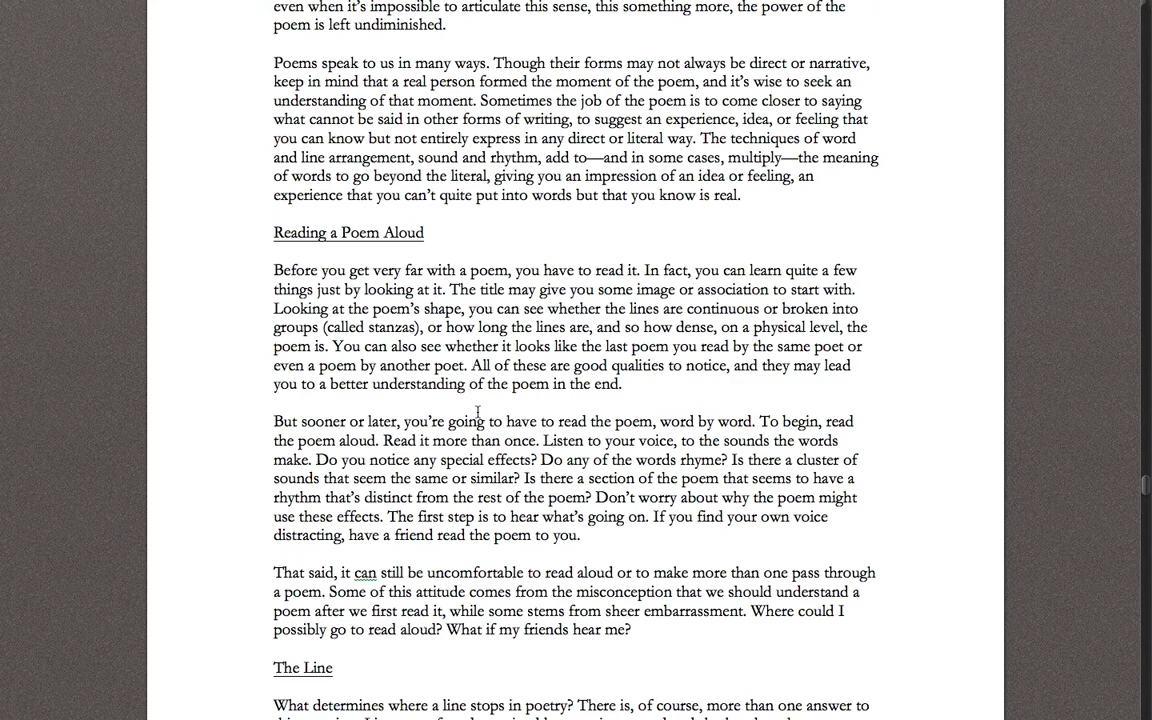 even when it’s impossible to articulate this sense, this something more, the power of the
poem is left undiminished.
Poems speak to us in many ways. Though their forms may not always be direct or narrative,
keep in mind that a real person formed the moment of the poem, and it’s wise to seek an
understanding of that moment. Sometimes the job of the poem is to come closer to saying
what cannot be said in other forms of writing, to suggest an experience, idea, or feeling that
you can know but not entirely express in any direct or literal way. The techniques of word
and line arrangement, sound and rhythm, add to—and in some cases, multiply—the meaning
of words to go beyond the literal, giving you an impression of an idea or feeling, an
experience that you can’t quite put into words but that you know is real.
Reading a Poem Aloud
Before you get very far with a poem, you have to read it. In fact, you can learn quite a few
things just by looking at it. The title may give you some image or association to start with.
Looking at the poem’s shape, you can see whether the lines are continuous or broken into
groups (called stanzas), or how long the lines are, and so how dense, on a physical level, the
poem is. You can also see whether it looks like the last poem you read by the same poet or
even a poem by another poet. All of these are good qualities to notice, and they may lead
you to a better understanding of the poem in the end.
But sooner or later, you’re going to have to read the poem, word by word. To begin, read
the poem aloud. Read it more than once. Listen to your voice, to the sounds the words
make. Do you notice any special effects? Do any of the words rhyme? Is there a cluster of
sounds that seem the same or similar? Is there a section of the poem that seems to have a
rhythm that’s distinct from the rest of the poem? Don’t worry about why the poem might
use these effects. The first step is to hear what’s going on. If you find your own voice
distracting, have a friend read the poem to you.
That said, it can still be uncomfortable to read aloud or to make more than one pass through
a poem. Some of this attitude comes from the misconception that we should understand a
poem after we first read it, while some stems from sheer embarrassment. Where could I
possibly go to read aloud? What if my friends hear me?
The Line
What determines where a line stops in poetry? There is, of course, more than one answer to